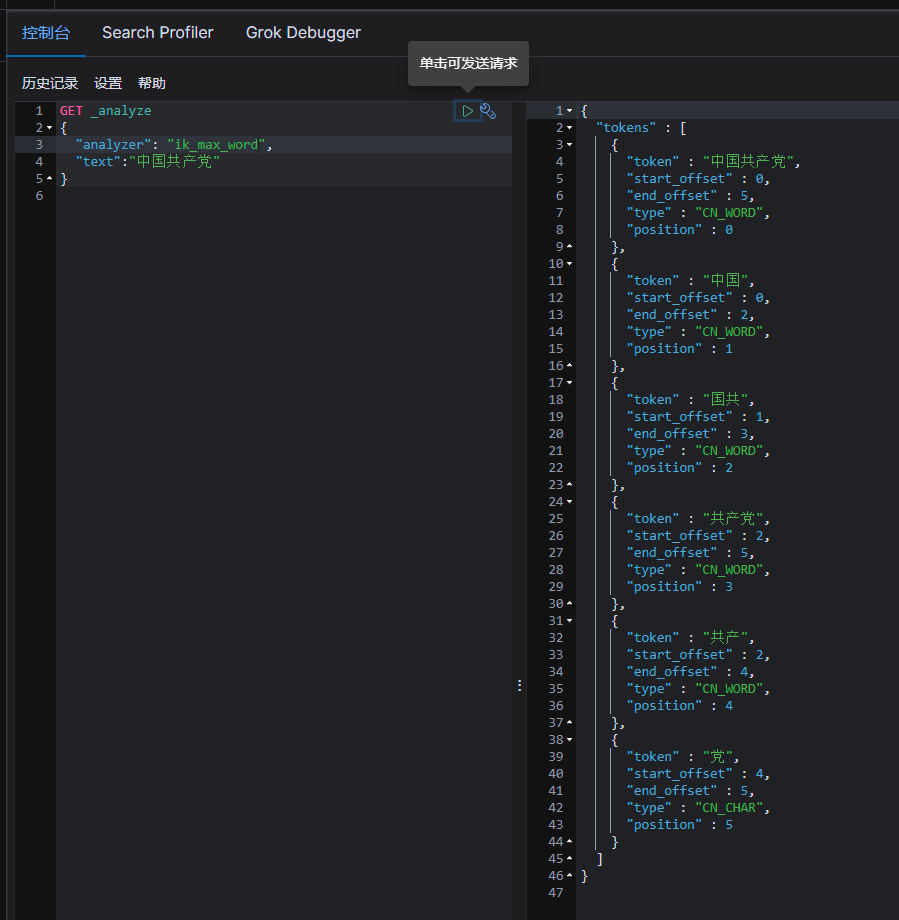 控制台 Search Profiler Grok Debugger
单击可发送请求
历史记录 设置 帮助
1 GET _analyze
2 {
3 "analyzer": "ik_max_word",
4 "text":"中国共产党"
5 }
6
1 {
2 "tokens" : [
3 {
4 "token" : "中国共产党",
5 "start_offset" : 0,
6 "end_offset" : 5,
7 "type" : "CN_WORD",
8 "position" : 0
9 },
10 {
11 "token" : "中国",
12 "start_offset" : 0,
13 "end_offset" : 2,
14 "type" : "CN_WORD",
15 "position" : 1
16 },
17 {
18 "token" : "国共",
19 "start_offset" : 1,
20 "end_offset" : 3,
21 "type" : "CN_WORD",
22 "position" : 2
23 },
24 {
25 "token" : "共产党",
26 "start_offset" : 2,
27 "end_offset" : 5,
28 "type" : "CN_WORD",
29 "position" : 3
30 },
31 {
32 "token" : "共产",
33 "start_offset" : 2,
34 "end_offset" : 4,
35 "type" : "CN_WORD",
36 "position" : 4
37 },
38 {
39 "token" : "党",
40 "start_offset" : 4,
41 "end_offset" : 5,
42 "type" : "CN_CHAR",
43 "position" : 5
44 }
45 ]
46 }
47